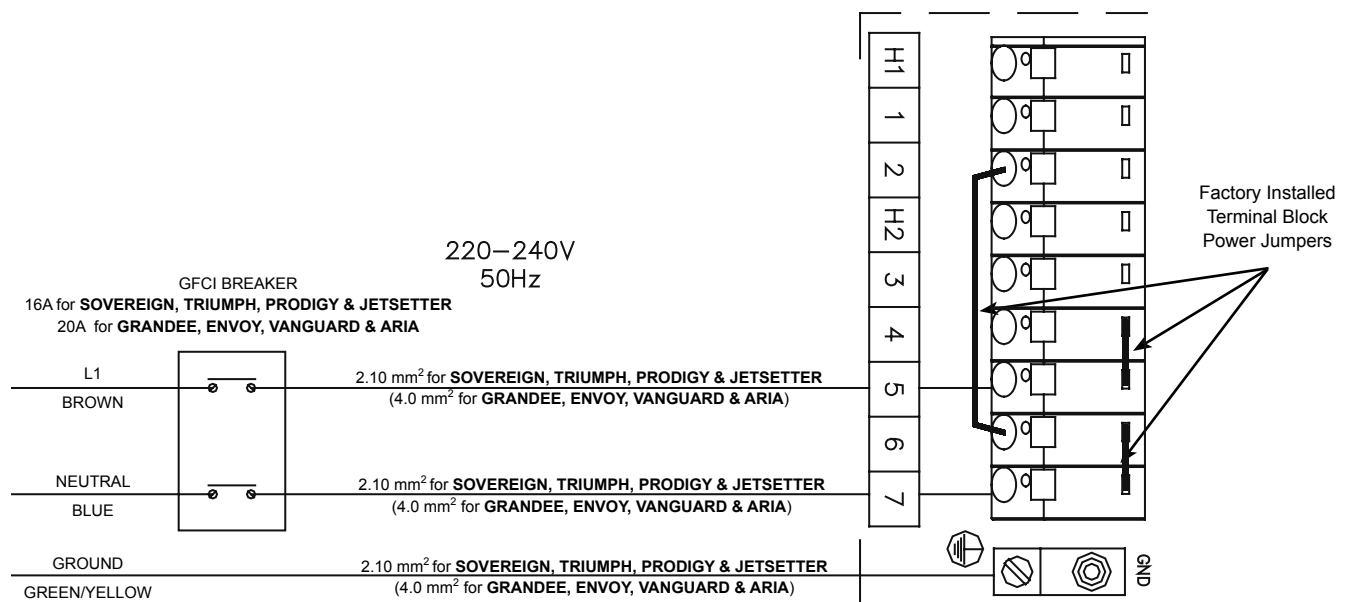 220–240V
50Hz
GFCI BREAKER
16A for SOVEREIGN, TRIUMPH, PRODIGY & JETSETTER
20A for GRANDEE, ENVOY, VANGUARD & ARIA
L1
BROWN
2.10 mm² for SOVEREIGN, TRIUMPH, PRODIGY & JETSETTER
(4.0 mm² for GRANDEE, ENVOY, VANGUARD & ARIA)
NEUTRAL
BLUE
2.10 mm² for SOVEREIGN, TRIUMPH, PRODIGY & JETSETTER
(4.0 mm² for GRANDEE, ENVOY, VANGUARD & ARIA)
GROUND
GREEN/YELLOW
2.10 mm² for SOVEREIGN, TRIUMPH, PRODIGY & JETSETTER
(4.0 mm² for GRANDEE, ENVOY, VANGUARD & ARIA)
H1
1
2
H2
3
4
5
6
7
GND
Factory Installed
Terminal Block
Power Jumpers